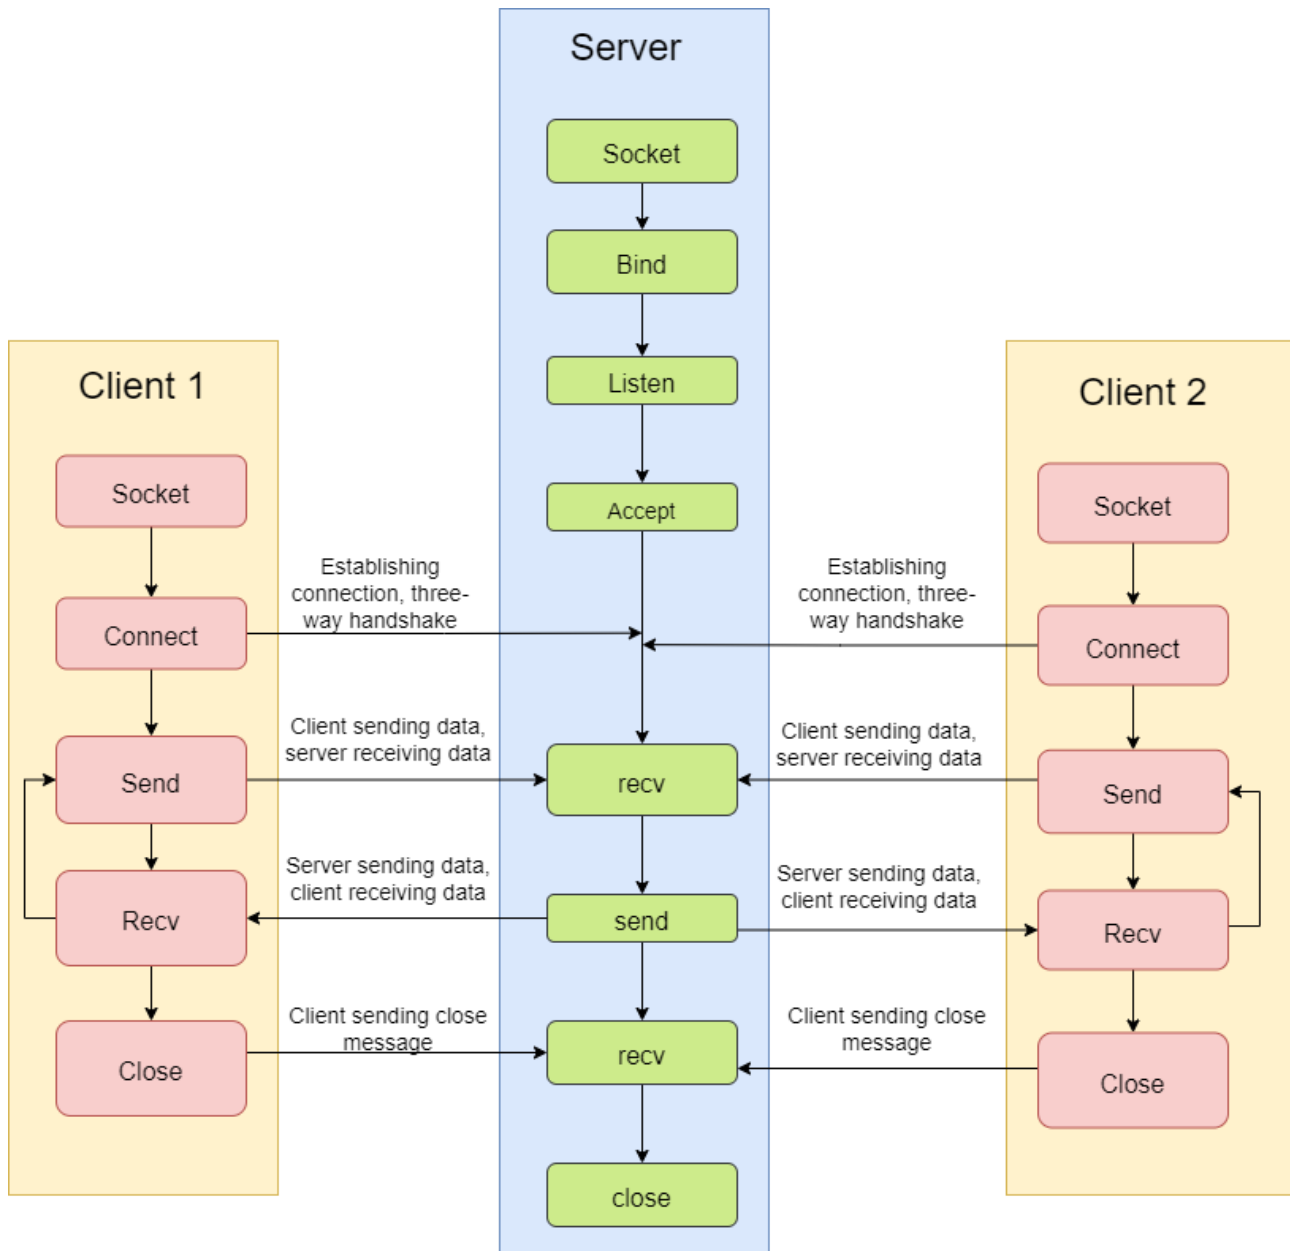 Server
Socket
Bind
Listen
Accept
recv
send
recv
close
Client 1
Socket
Connect
Send
Recv
Close
Establishing
connection, three-
way handshake
Client sending data,
server receiving data
Server sending data,
client receiving data
Client sending close
message
Client 2
Socket
Connect
Send
Recv
Close
Establishing
connection, three-
way handshake
Client sending data,
server receiving data
Server sending data,
client receiving data
Client sending close
message